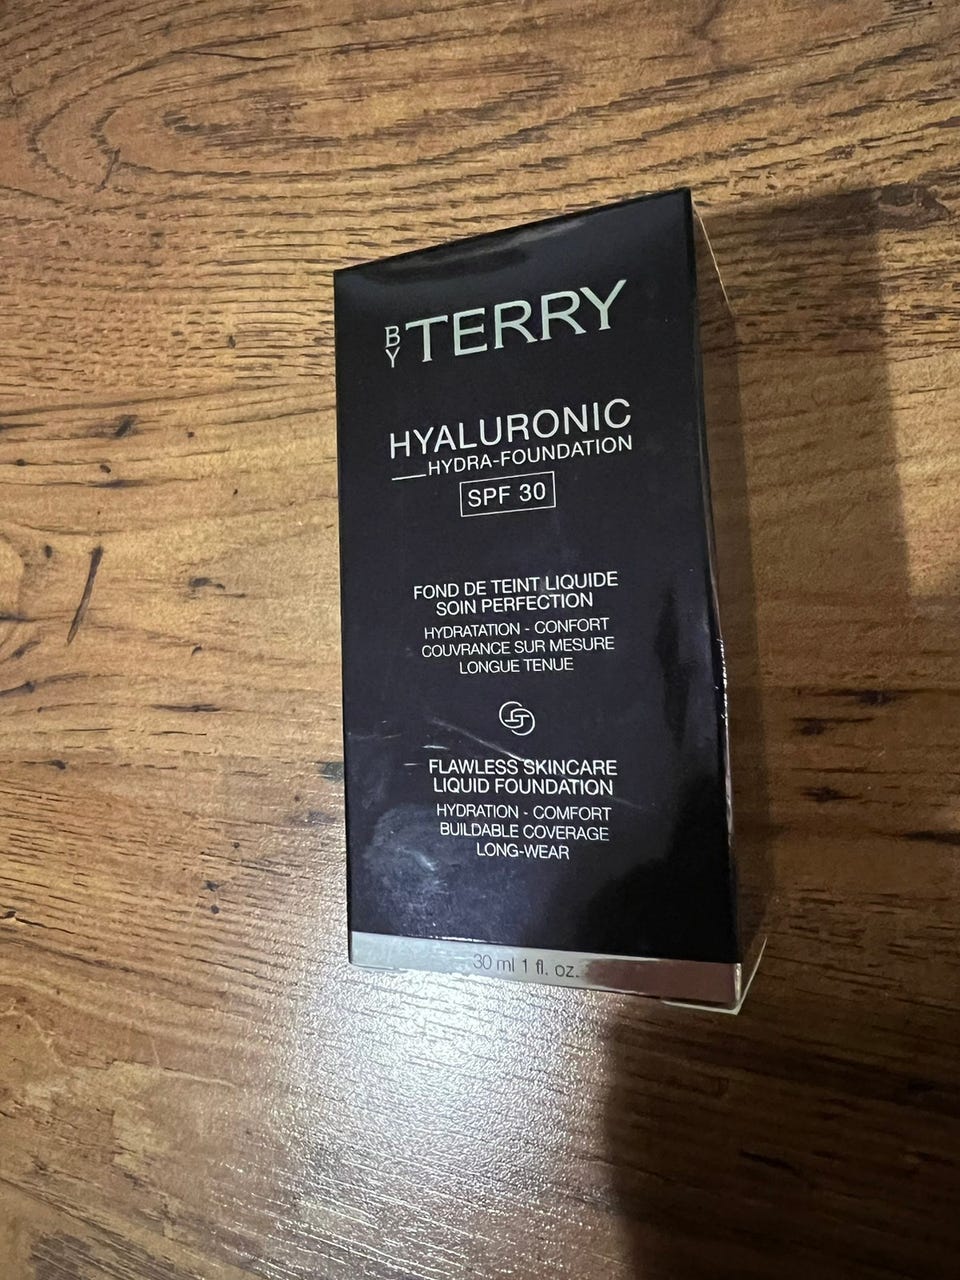 BY TERRY
HYALURONIC
HYDRA-FOUNDATION
SPF 30
FOND DE TEINT LIQUIDE
SOIN PERFECTION
HYDRATATION - CONFORT
COUVRANCE SUR MESURE
LONGUE TENUE
FLAWLESS SKINCARE
LIQUID FOUNDATION
HYDRATION - COMFORT
BUILDABLE COVERAGE
LONG-WEAR
30 ml 1 fl. oz.